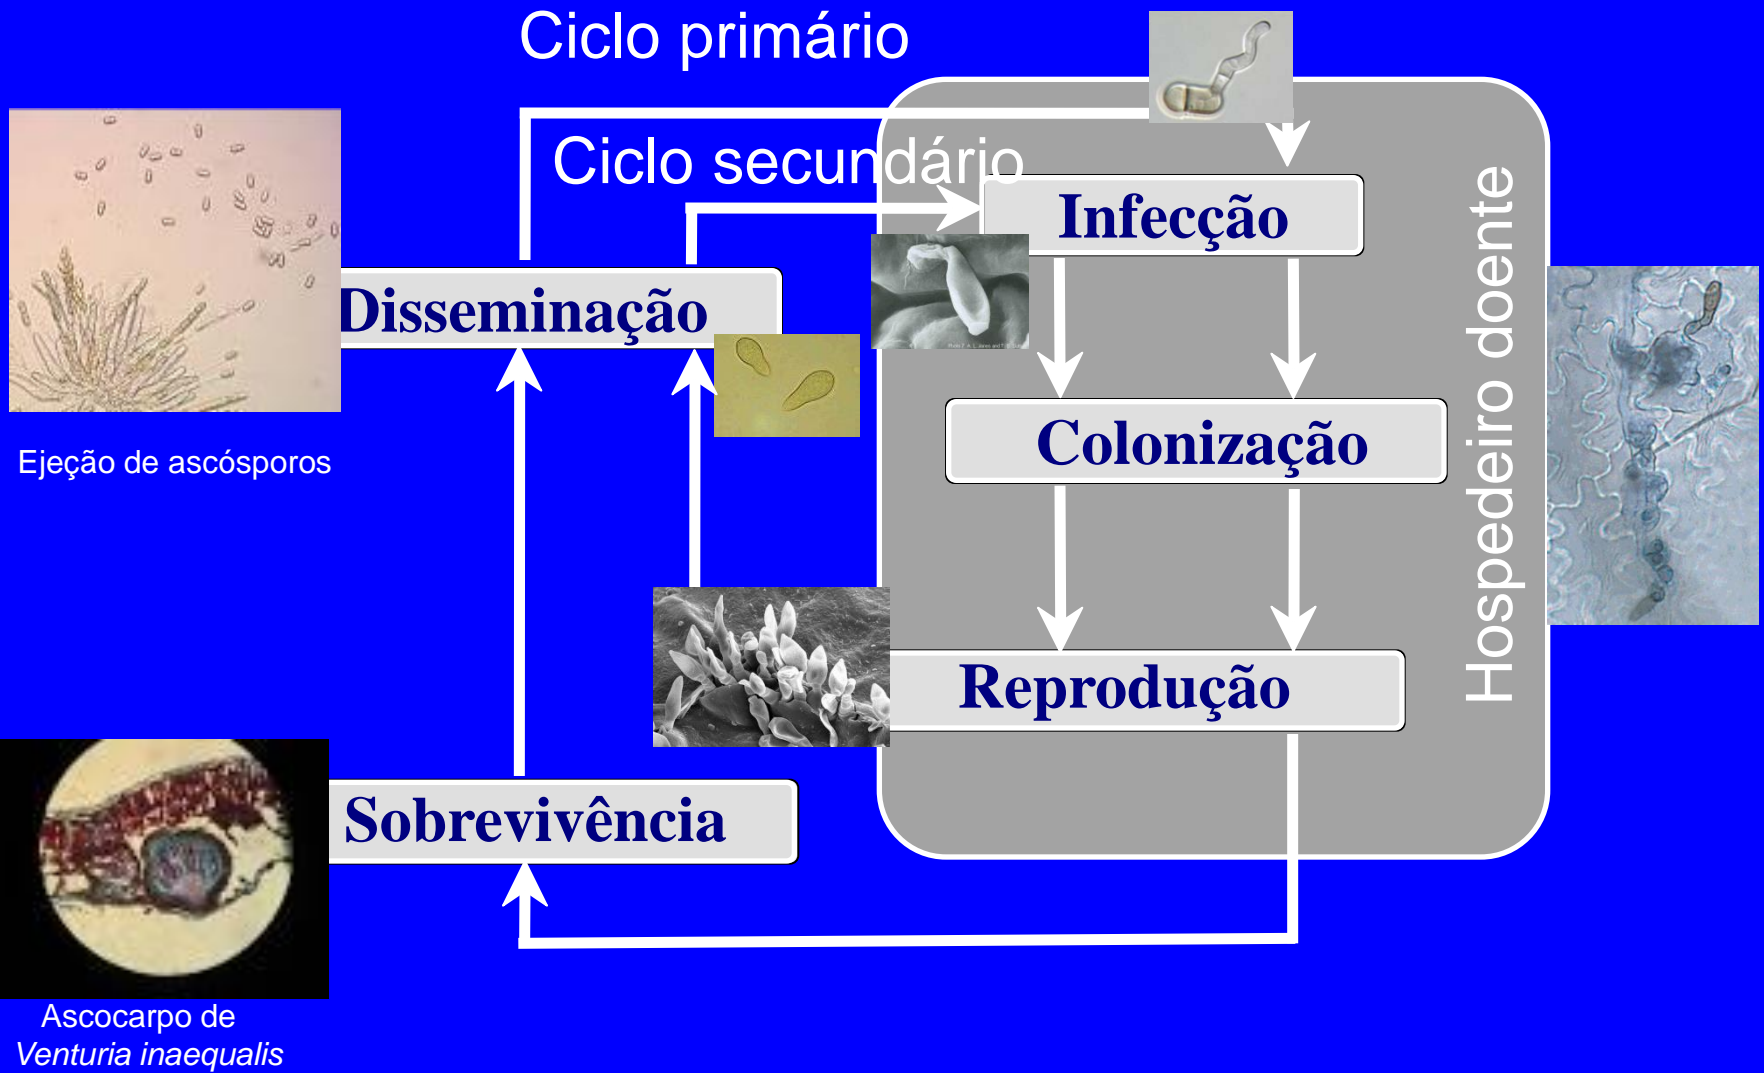 Ciclo primário
Ciclo secundário
Infecção
Disseminação
Hospedeiro doente
Colonização
Ejeção de ascósporos
Reprodução
Sobrevivência
Ascocarpo de
Venturia inaequalis